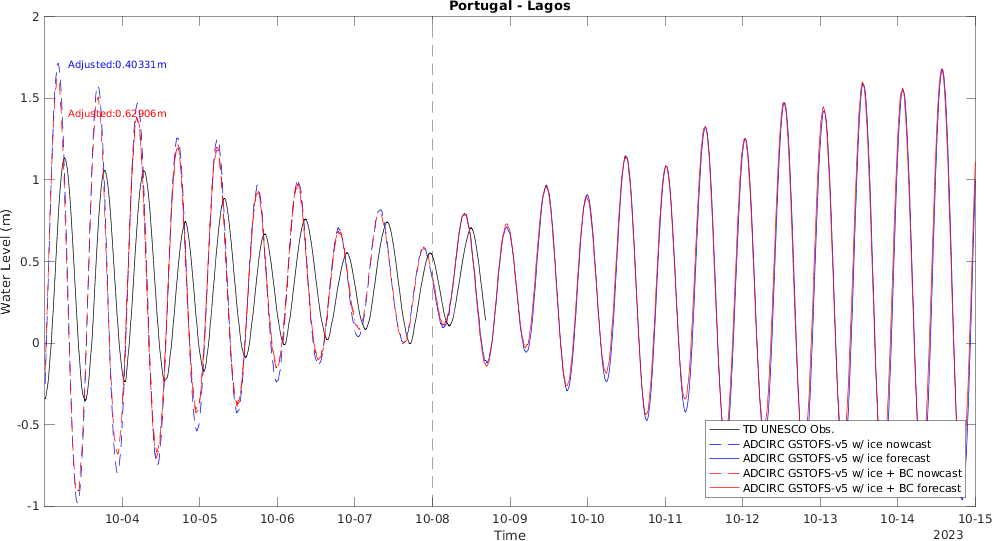 Portugal - Lagos
Water Level (m)
2
1.5
1
0.5
0
-0.5
-1
Adjusted:0.40331m
Adjusted:0.62906m
TD UNESCO Obs.
ADCIRC GSTOFS-v5 w/ ice nowcast
ADCIRC GSTOFS-v5 w/ ice forecast
ADCIRC GSTOFS-v5 w/ ice + BC nowcast
ADCIRC GSTOFS-v5 w/ ice + BC forecast
10-04 10-05 10-06 10-07 10-08 10-09 10-10 10-11 10-12 10-13 10-14 10-15
Time
2023